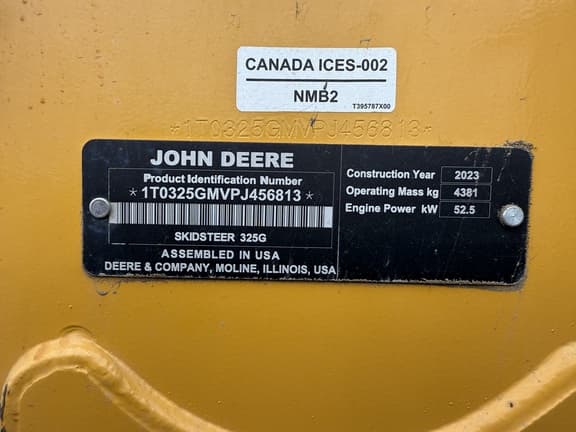 CANADA ICES-002
NMB2
T395787X00
*1T0325GMVPJ456813*
JOHN DEERE
Product Identification Number
*1T0325GMVPJ456813*
SKIDSTEER 325G
ASSEMBLED IN USA
DEERE & COMPANY, MOLINE, ILLINOIS, USA
Construction Year 2023
Operating Mass kg 4381
Engine Power kW 52.5